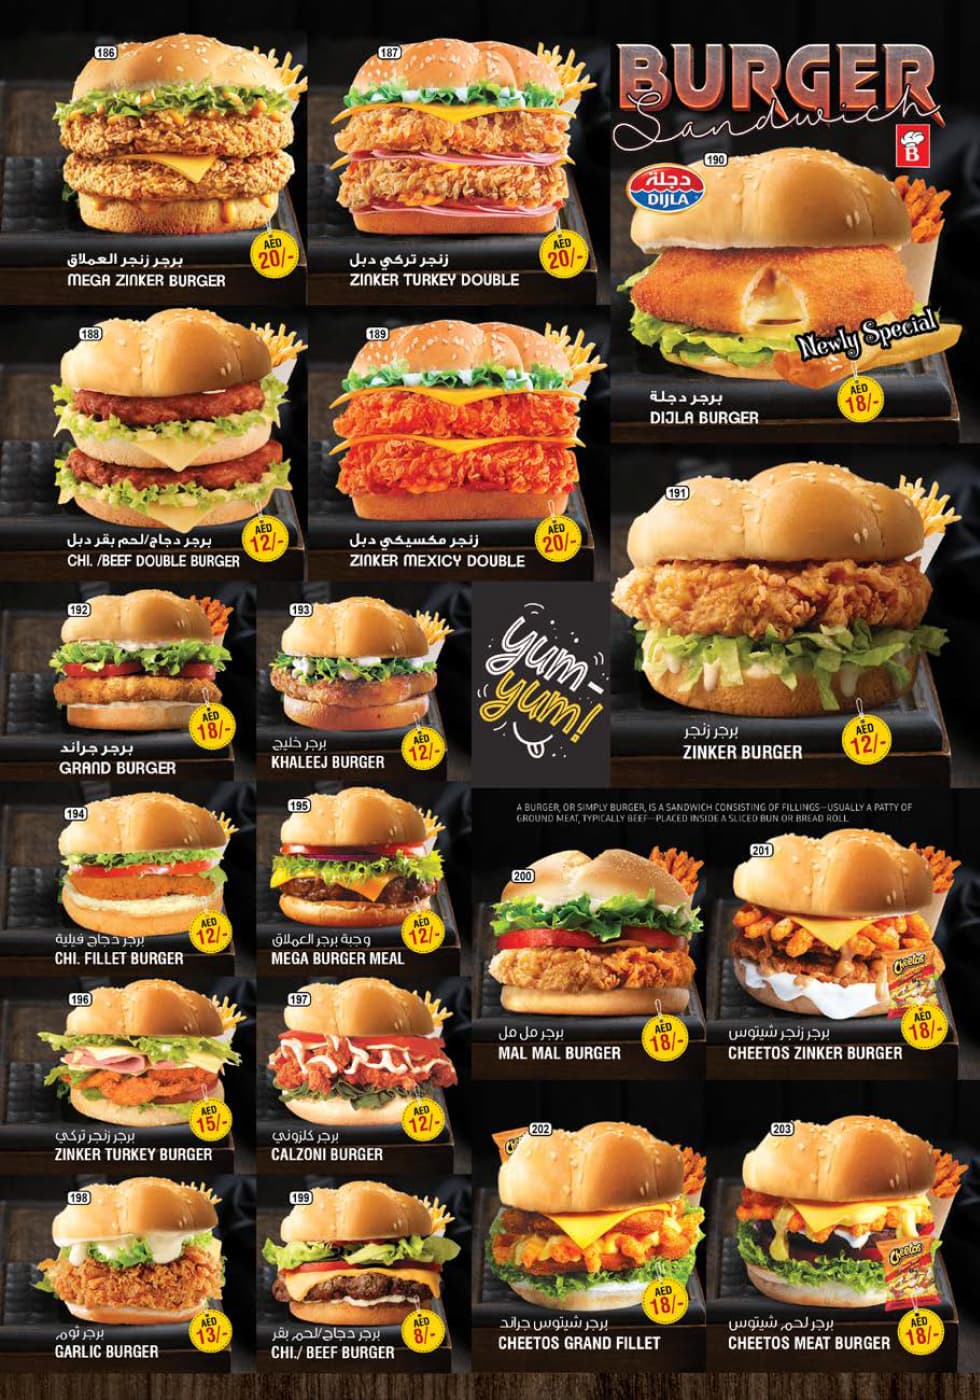 BURGER
Sandwich
B
186
AED
20/-
برجر زنجر العملاق
MEGA ZINKER BURGER
187
AED
20/-
زنجر تركي دبل
ZINKER TURKEY DOUBLE
190
دجلة
DIJLA
Newly Special
AED
18/-
برجر دجلة
DIJLA BURGER
188
AED
12/-
برجر دجاج/لحم بقر دبل
CHI. /BEEF DOUBLE BURGER
189
AED
20/-
زنجر مكسيكي دبل
ZINKER MEXICY DOUBLE
191
AED
12/-
برجر زنجر
ZINKER BURGER
192
AED
18/-
برجر جراند
GRAND BURGER
193
AED
12/-
برجر خليج
KHALEEJ BURGER
yum-
yum!
194
AED
12/-
برجر دجاج فيلية
CHI. FILLET BURGER
195
AED
12/-
وجبة برجر العملاق
MEGA BURGER MEAL
A BURGER, OR SIMPLY BURGER, IS A SANDWICH CONSISTING OF FILLINGS—USUALLY A PATTY OF
GROUND MEAT, TYPICALLY BEEF—PLACED INSIDE A SLICED BUN OR BREAD ROLL.
200
AED
18/-
برجر مل مل
MAL MAL BURGER
201
Cheetos
AED
18/-
برجر زنجر شيتوس
CHEETOS ZINKER BURGER
196
AED
15/-
برجر زنجر تركي
ZINKER TURKEY BURGER
197
AED
12/-
برجر كلزوني
CALZONI BURGER
198
AED
13/-
برجر ثوم
GARLIC BURGER
199
AED
8/-
برجر دجاج/لحم بقر
CHI./ BEEF BURGER
202
AED
18/-
برجر شيتوس جراند
CHEETOS GRAND FILLET
203
Cheetos
AED
18/-
برجر لحم شيتوس
CHEETOS MEAT BURGER